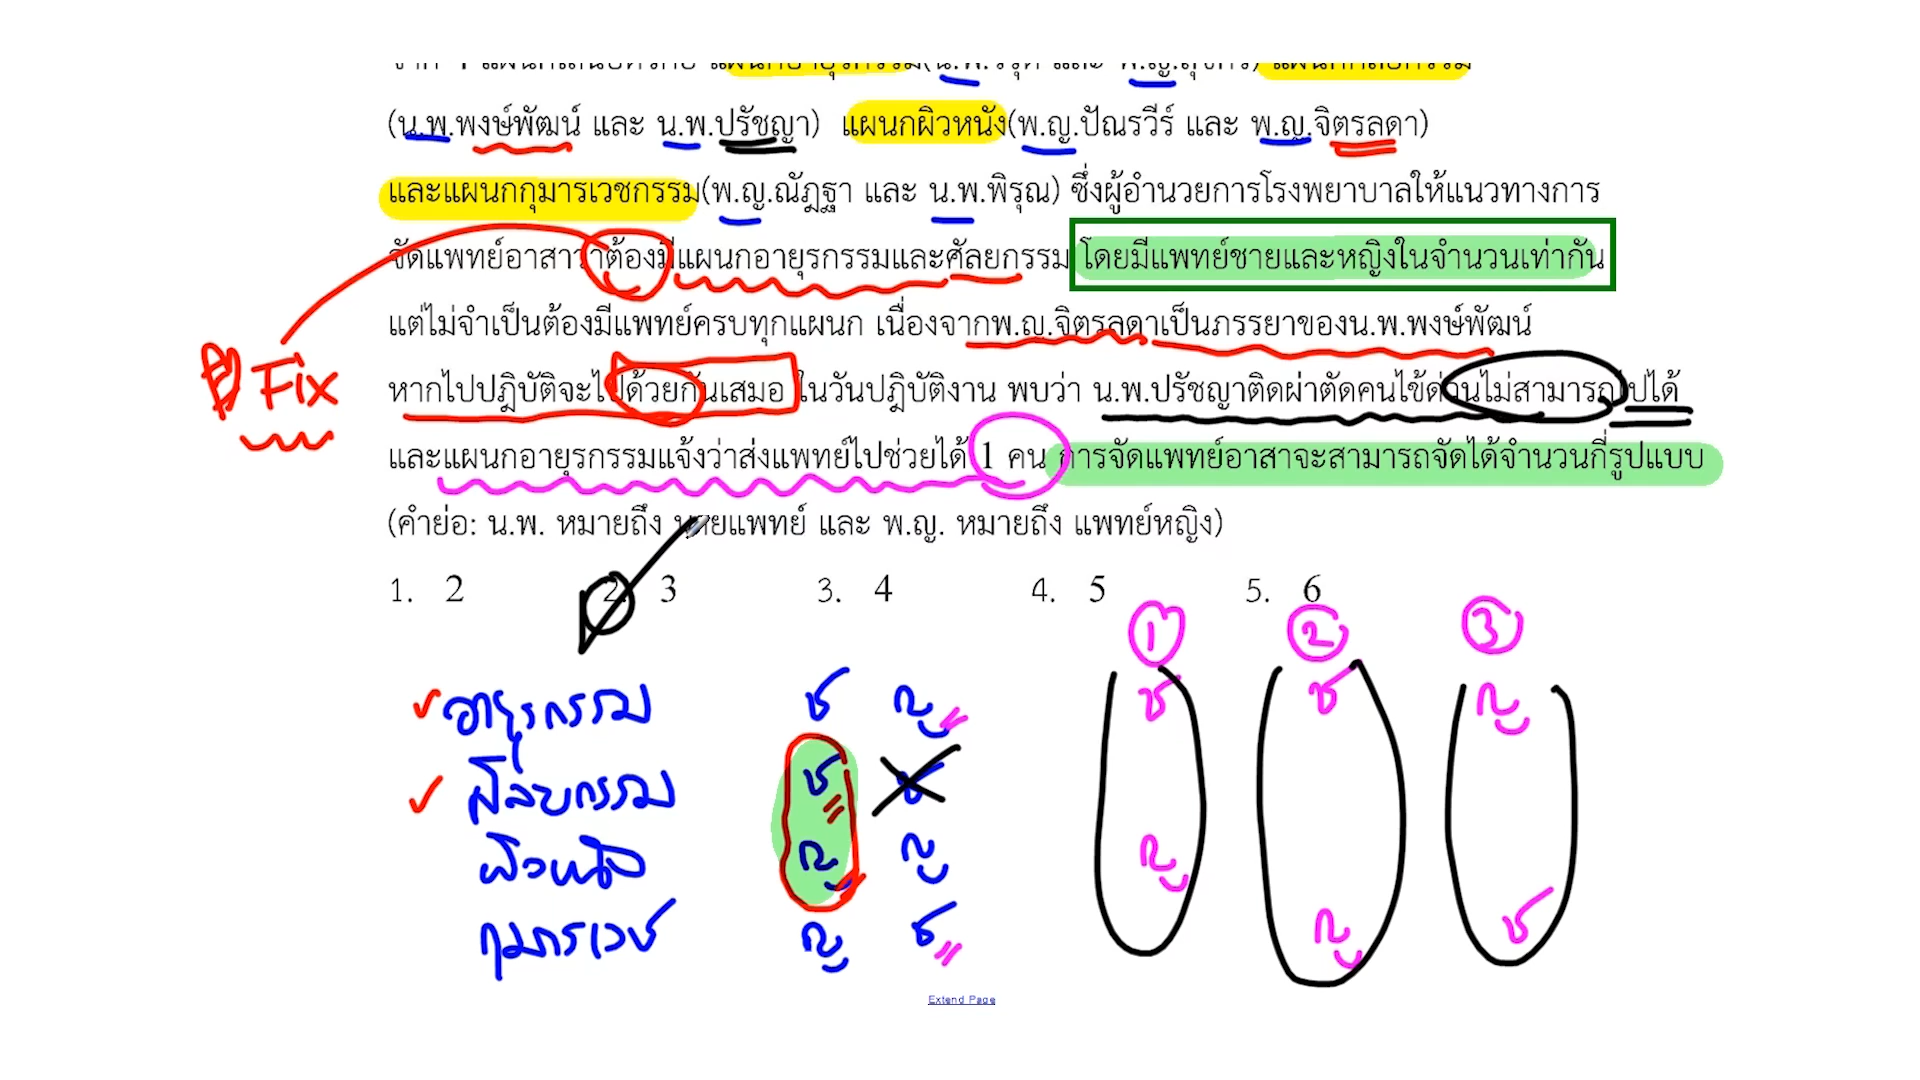 (น.พ.พงษ์พัฒน์ และ น.พ.ปรัชญา) แผนกผิวหนัง(พ.ญ.ปัณรวีร์ และ พ.ญ.จิตรลดา)
และแผนกกุมารเวชกรรม(พ.ญ.ณัฎฐา และ น.พ.พิรุณ) ซึ่งผู้อำนวยการโรงพยาบาลให้แนวทางการ
จัดแพทย์อาสาว่าต้องมีแผนกอายุรกรรมและศัลยกรรม โดยมีแพทย์ชายและหญิงในจำนวนเท่ากัน
แต่ไม่จำเป็นต้องมีแพทย์ครบทุกแผนก เนื่องจากพ.ญ.จิตรลดาเป็นภรรยาของน.พ.พงษ์พัฒน์
Fix
หากไปปฏิบัติจะไปด้วยกันเสมอ ในวันปฏิบัติงาน พบว่า น.พ.ปรัชญาติดผ่าตัดคนไข้ด่วนไม่สามารถไปได้
และแผนกอายุรกรรมแจ้งว่าส่งแพทย์ไปช่วยได้ 1 คน การจัดแพทย์อาสาจะสามารถจัดได้จำนวนกี่รูปแบบ
(คำย่อ: น.พ. หมายถึง นายแพทย์ และ พ.ญ. หมายถึง แพทย์หญิง)
1. 2 2. 3 3. 4 4. 5 5. 6
1 2 3
อายุรกรรม ช ญ ช ช ญ
ศัลยกรรม ช ช
ผิวหนัง ญ ญ ญ
กุมารเวช ญ ช ญ ช
Extend Page